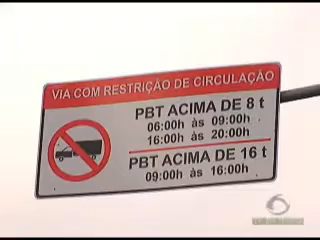 VIA COM RESTRIÇÃO DE CIRCULAÇÃO
PBT ACIMA DE 8 t
06:00h às 09:00h
16:00h às 20:00h
PBT ACIMA DE 16 t
09:00h às 16:00h